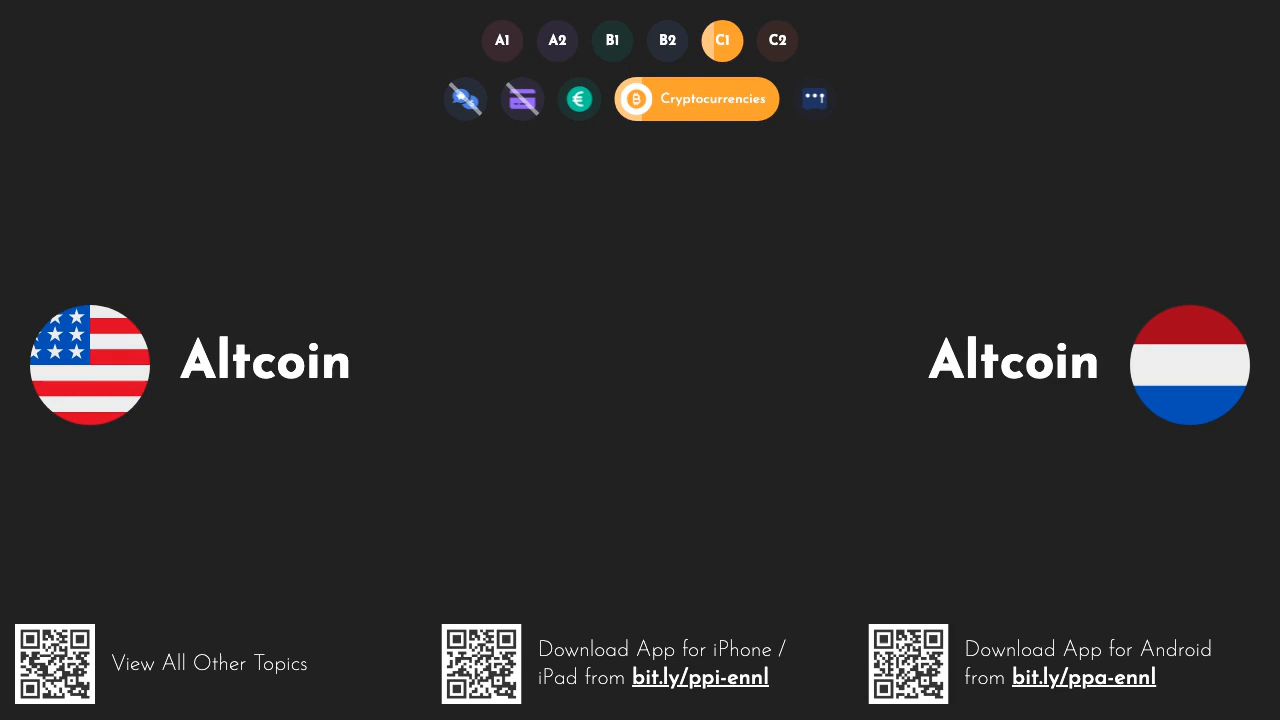 A1 A2 B1 B2 C1 C2
Cryptocurrencies
Altcoin
Altcoin
View All Other Topics
Download App for iPhone /
iPad from bit.ly/ppi-ennl
Download App for Android
from bit.ly/ppa-ennl